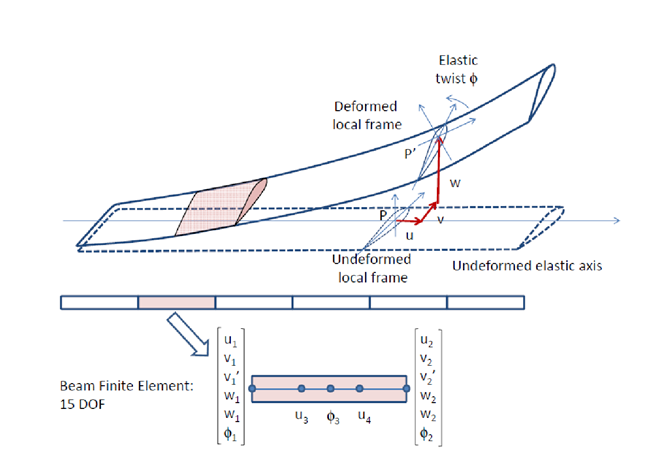 Elastic
twist ϕ
Deformed
local frame
P'
w
P
v
u
Undeformed
local frame
Undeformed elastic axis
u₁
v₁
v₁'
w₁
w₁
ϕ₁
u₂
v₂
v₂'
w₂
w₂
ϕ₂
Beam Finite Element:
15 DOF
u₃ ϕ₃ u₄